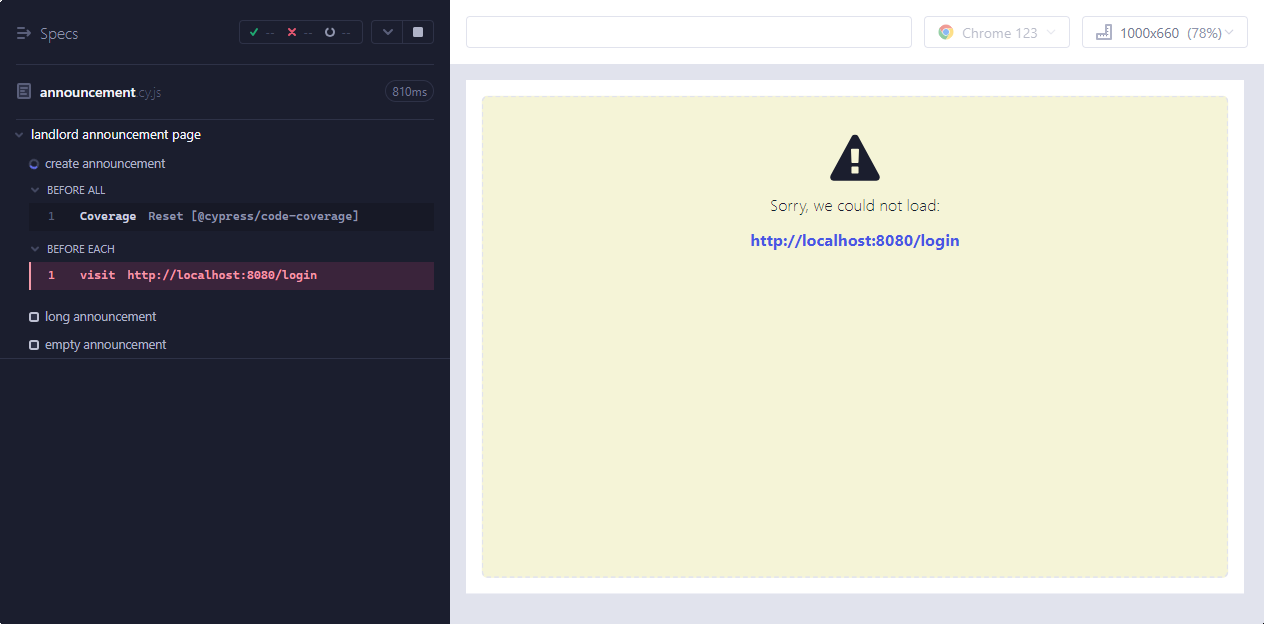 Specs
-- -- --
announcement.cy.js
810ms
landlord announcement page
create announcement
BEFORE ALL
1 Coverage Reset [@cypress/code-coverage]
BEFORE EACH
1 visit http://localhost:8080/login
long announcement
empty announcement
Chrome 123
1000x660 (78%)
Sorry, we could not load:
http://localhost:8080/login